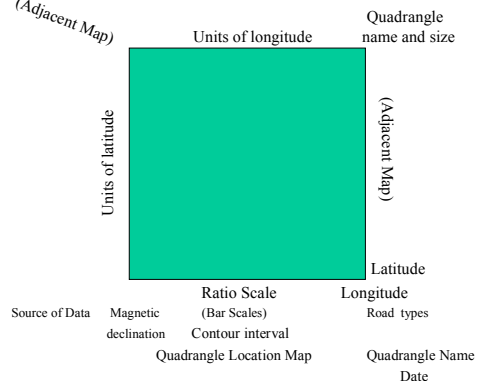 (Adjacent Map)
Quadrangle
name and size
Units of longitude
Units of latitude
(Adjacent Map)
Latitude
Ratio Scale
Longitude
Source of Data
Magnetic
declination
(Bar Scales)
Road types
Contour interval
Quadrangle Location Map
Quadrangle Name
Date